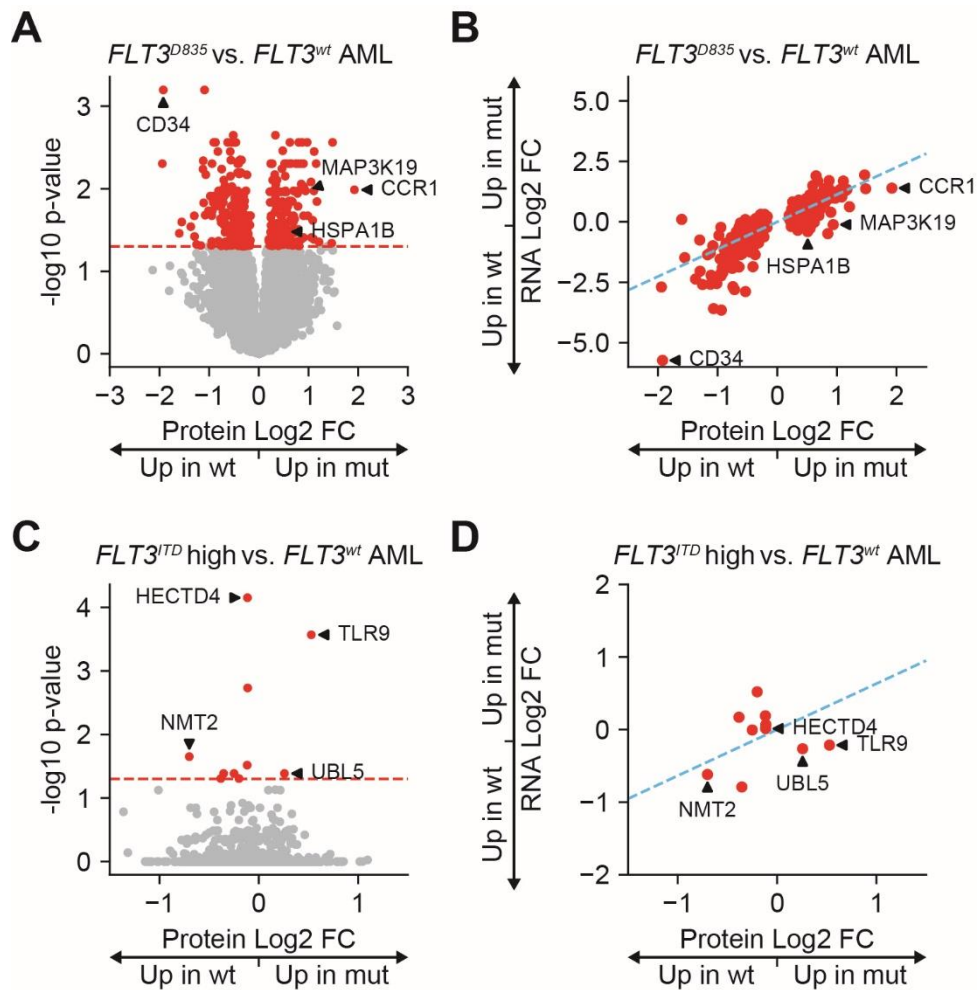 A
FLT3D835 vs. FLT3wt AML
-log10 p-value
3
2
1
0
CD34
MAP3K19
CCR1
HSPA1B
−3 −2 −1 0 1 2 3
Protein Log2 FC
Up in wt Up in mut
B
FLT3D835 vs. FLT3wt AML
Up in wt Up in mut
RNA Log2 FC
5.0
2.5
0.0
−2.5
−5.0
CCR1
MAP3K19
HSPA1B
CD34
−2 −1 0 1 2
Protein Log2 FC
Up in wt Up in mut
C
FLT3ITD high vs. FLT3wt AML
-log10 p-value
4
3
2
1
0
HECTD4
TLR9
NMT2
UBL5
−1 0 1
Protein Log2 FC
Up in wt Up in mut
D
FLT3ITD high vs. FLT3wt AML
Up in wt Up in mut
RNA Log2 FC
2
1
0
−1
−2
HECTD4
TLR9
UBL5
NMT2
−1 0 1
Protein Log2 FC
Up in wt Up in mut